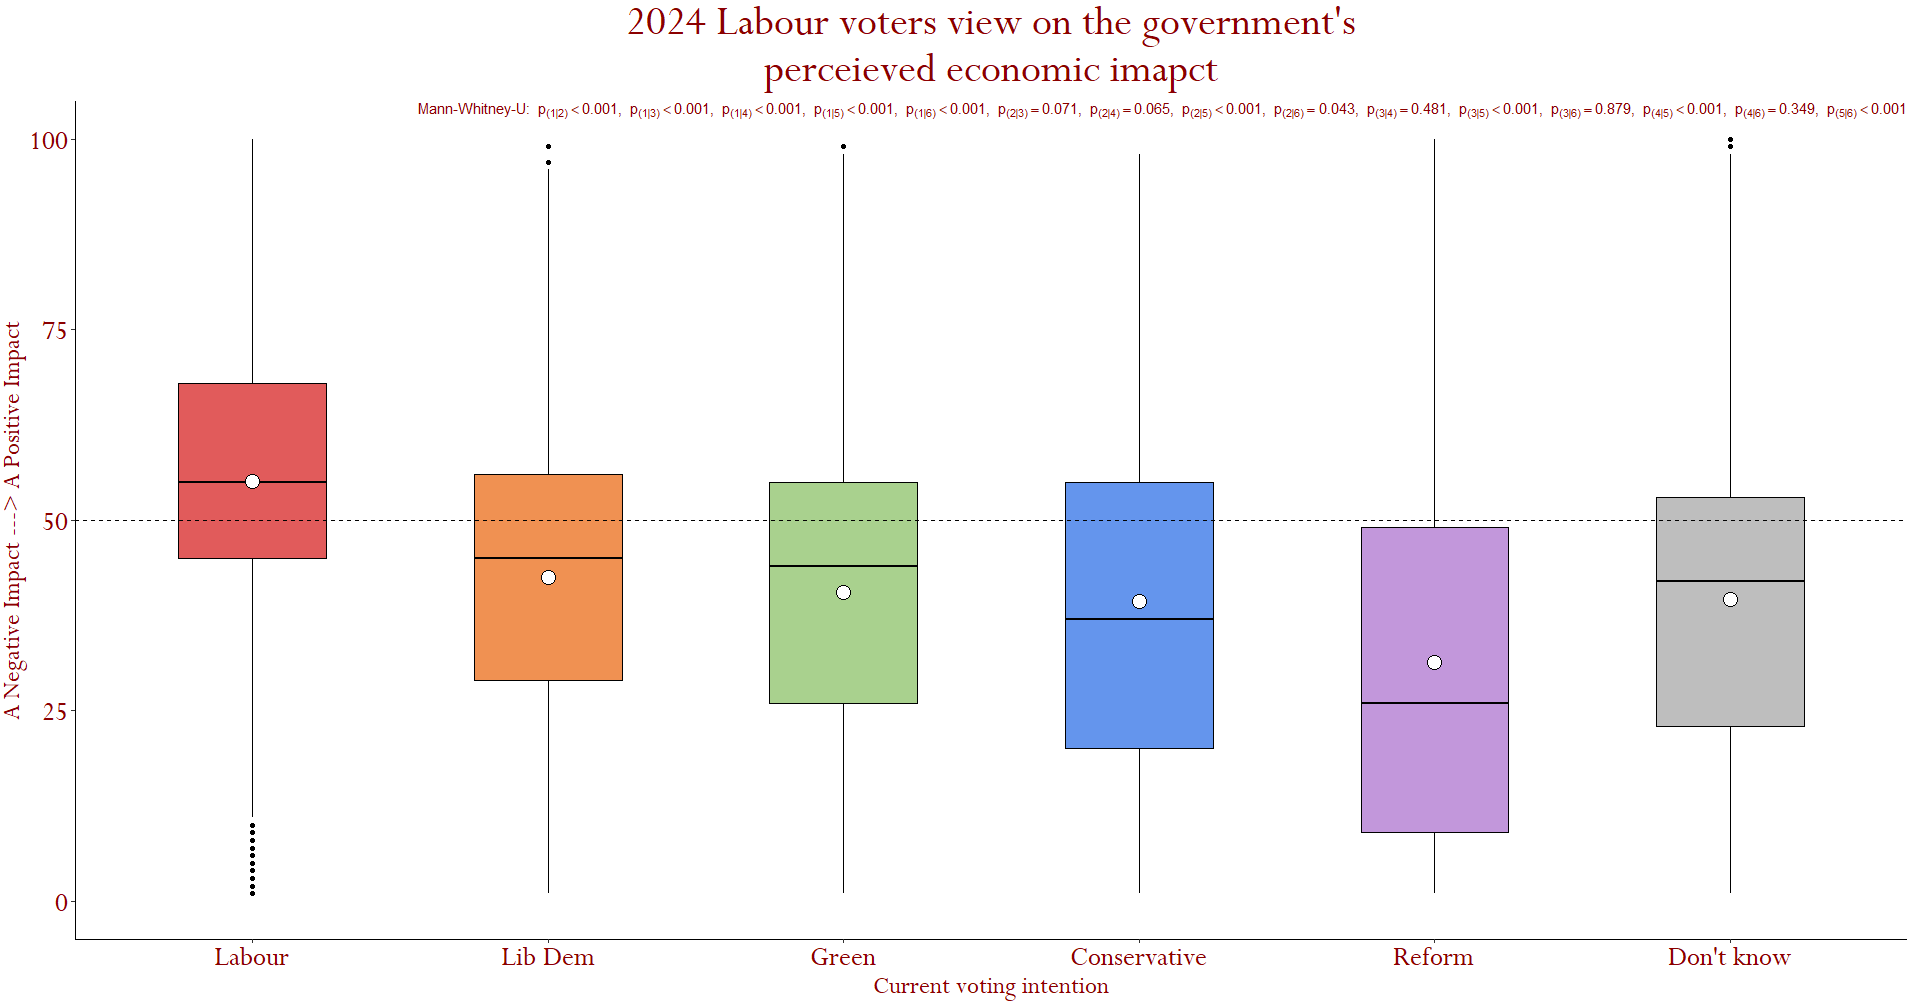 2024 Labour voters view on the government's
perceieved economic imapct
Mann-Whitney-U: p(1|2) < 0.001, p(1|3) < 0.001, p(1|4) < 0.001, p(1|5) < 0.001, p(1|6) < 0.001, p(2|3) = 0.071, p(2|4) = 0.065, p(2|5) < 0.001, p(2|6) = 0.043, p(3|4) = 0.481, p(3|5) < 0.001, p(3|6) = 0.879, p(4|5) < 0.001, p(4|6) = 0.349, p(5|6) < 0.001
A Negative Impact ---> A Positive Impact
100
75
50
25
0
Labour Lib Dem Green Conservative Reform Don't know
Current voting intention